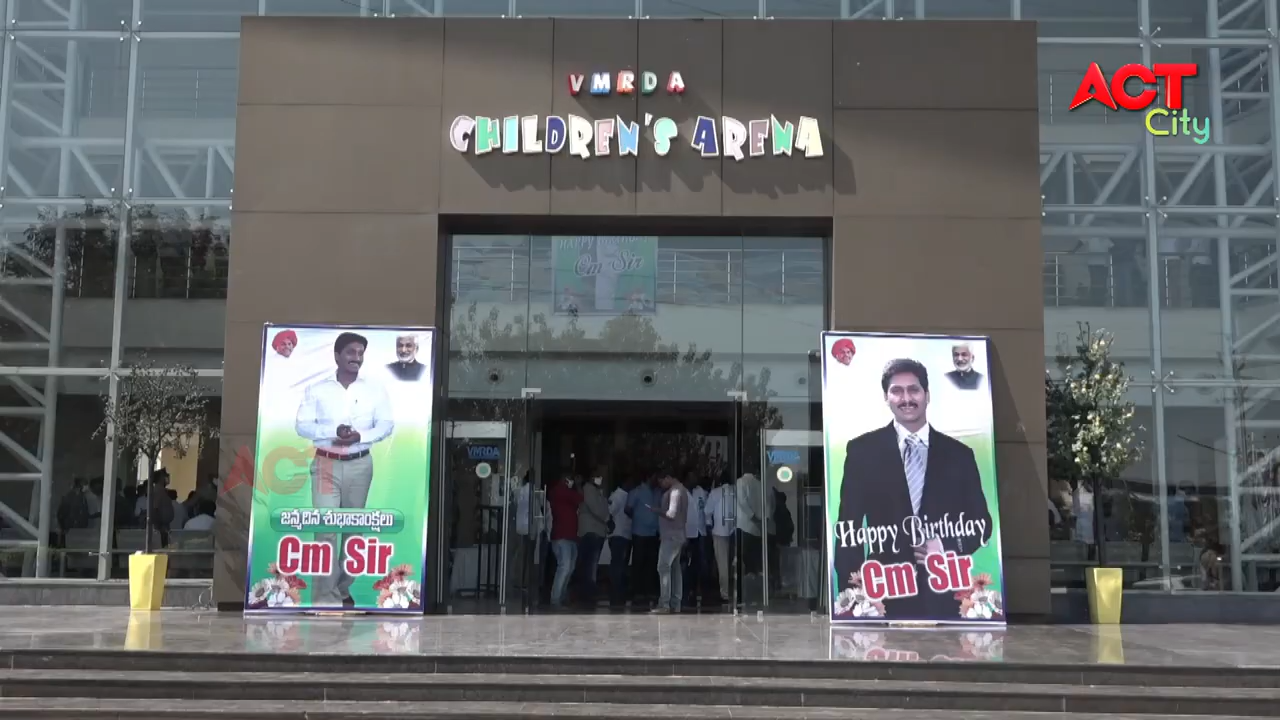 ACT
City
VMRDA
CHILDREN'S ARENA
HAPPY Birthday
Cm Sir
VMRDA
VMRDA
ACT
జన్మదిన శుభాకాంక్షలు
Cm Sir
Happy Birthday
Cm Sir